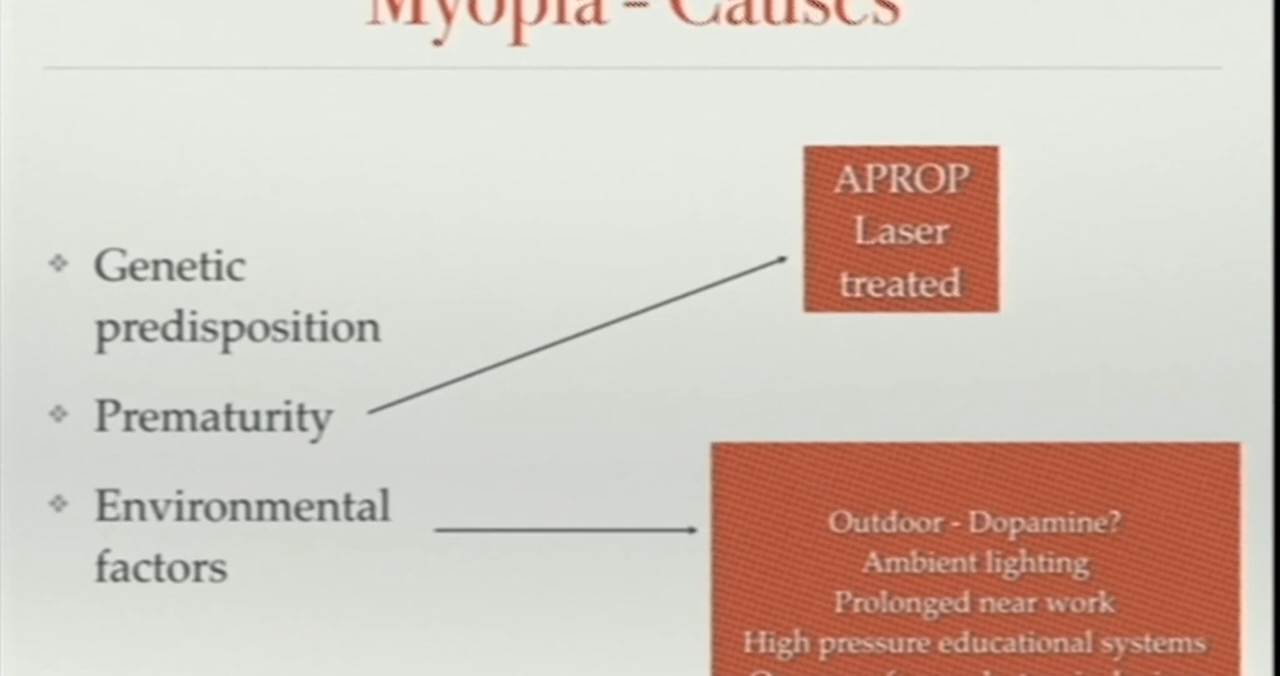 Myopia - Causes
Genetic
predisposition
Prematurity
Environmental
factors
APROP
Laser
treated
Outdoor - Dopamine?
Ambient lighting
Prolonged near work
High pressure educational systems